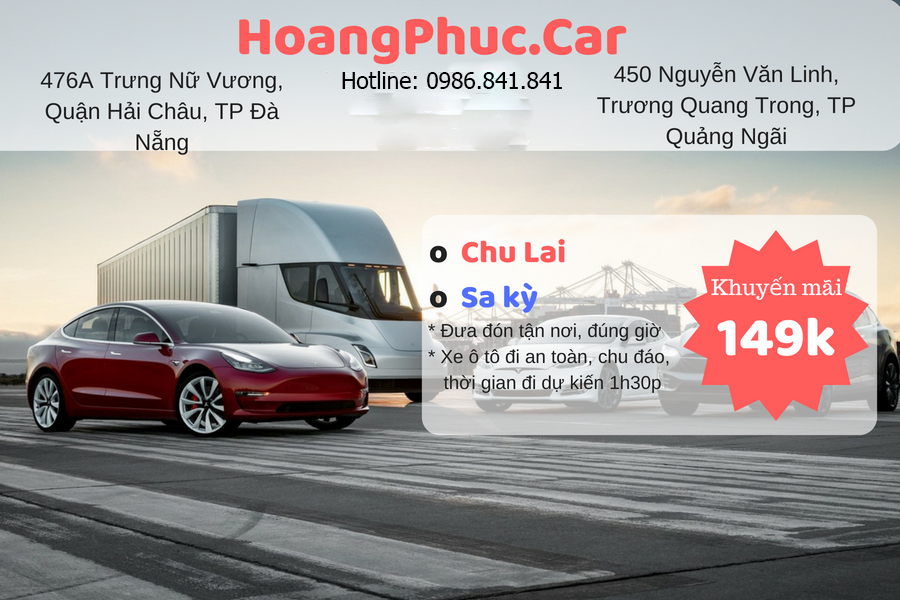 HoangPhuc.Car
476A Trưng Nữ Vương,
Quận Hải Châu, TP Đà
Nẵng
Hotline: 0986.841.841
450 Nguyễn Văn Linh,
Trương Quang Trong, TP
Quảng Ngãi
o Chu Lai
o Sa kỳ
* Đưa đón tận nơi, đúng giờ
* Xe ô tô đi an toàn, chu đáo,
thời gian đi dự kiến 1h30p
Khuyến mãi
149k